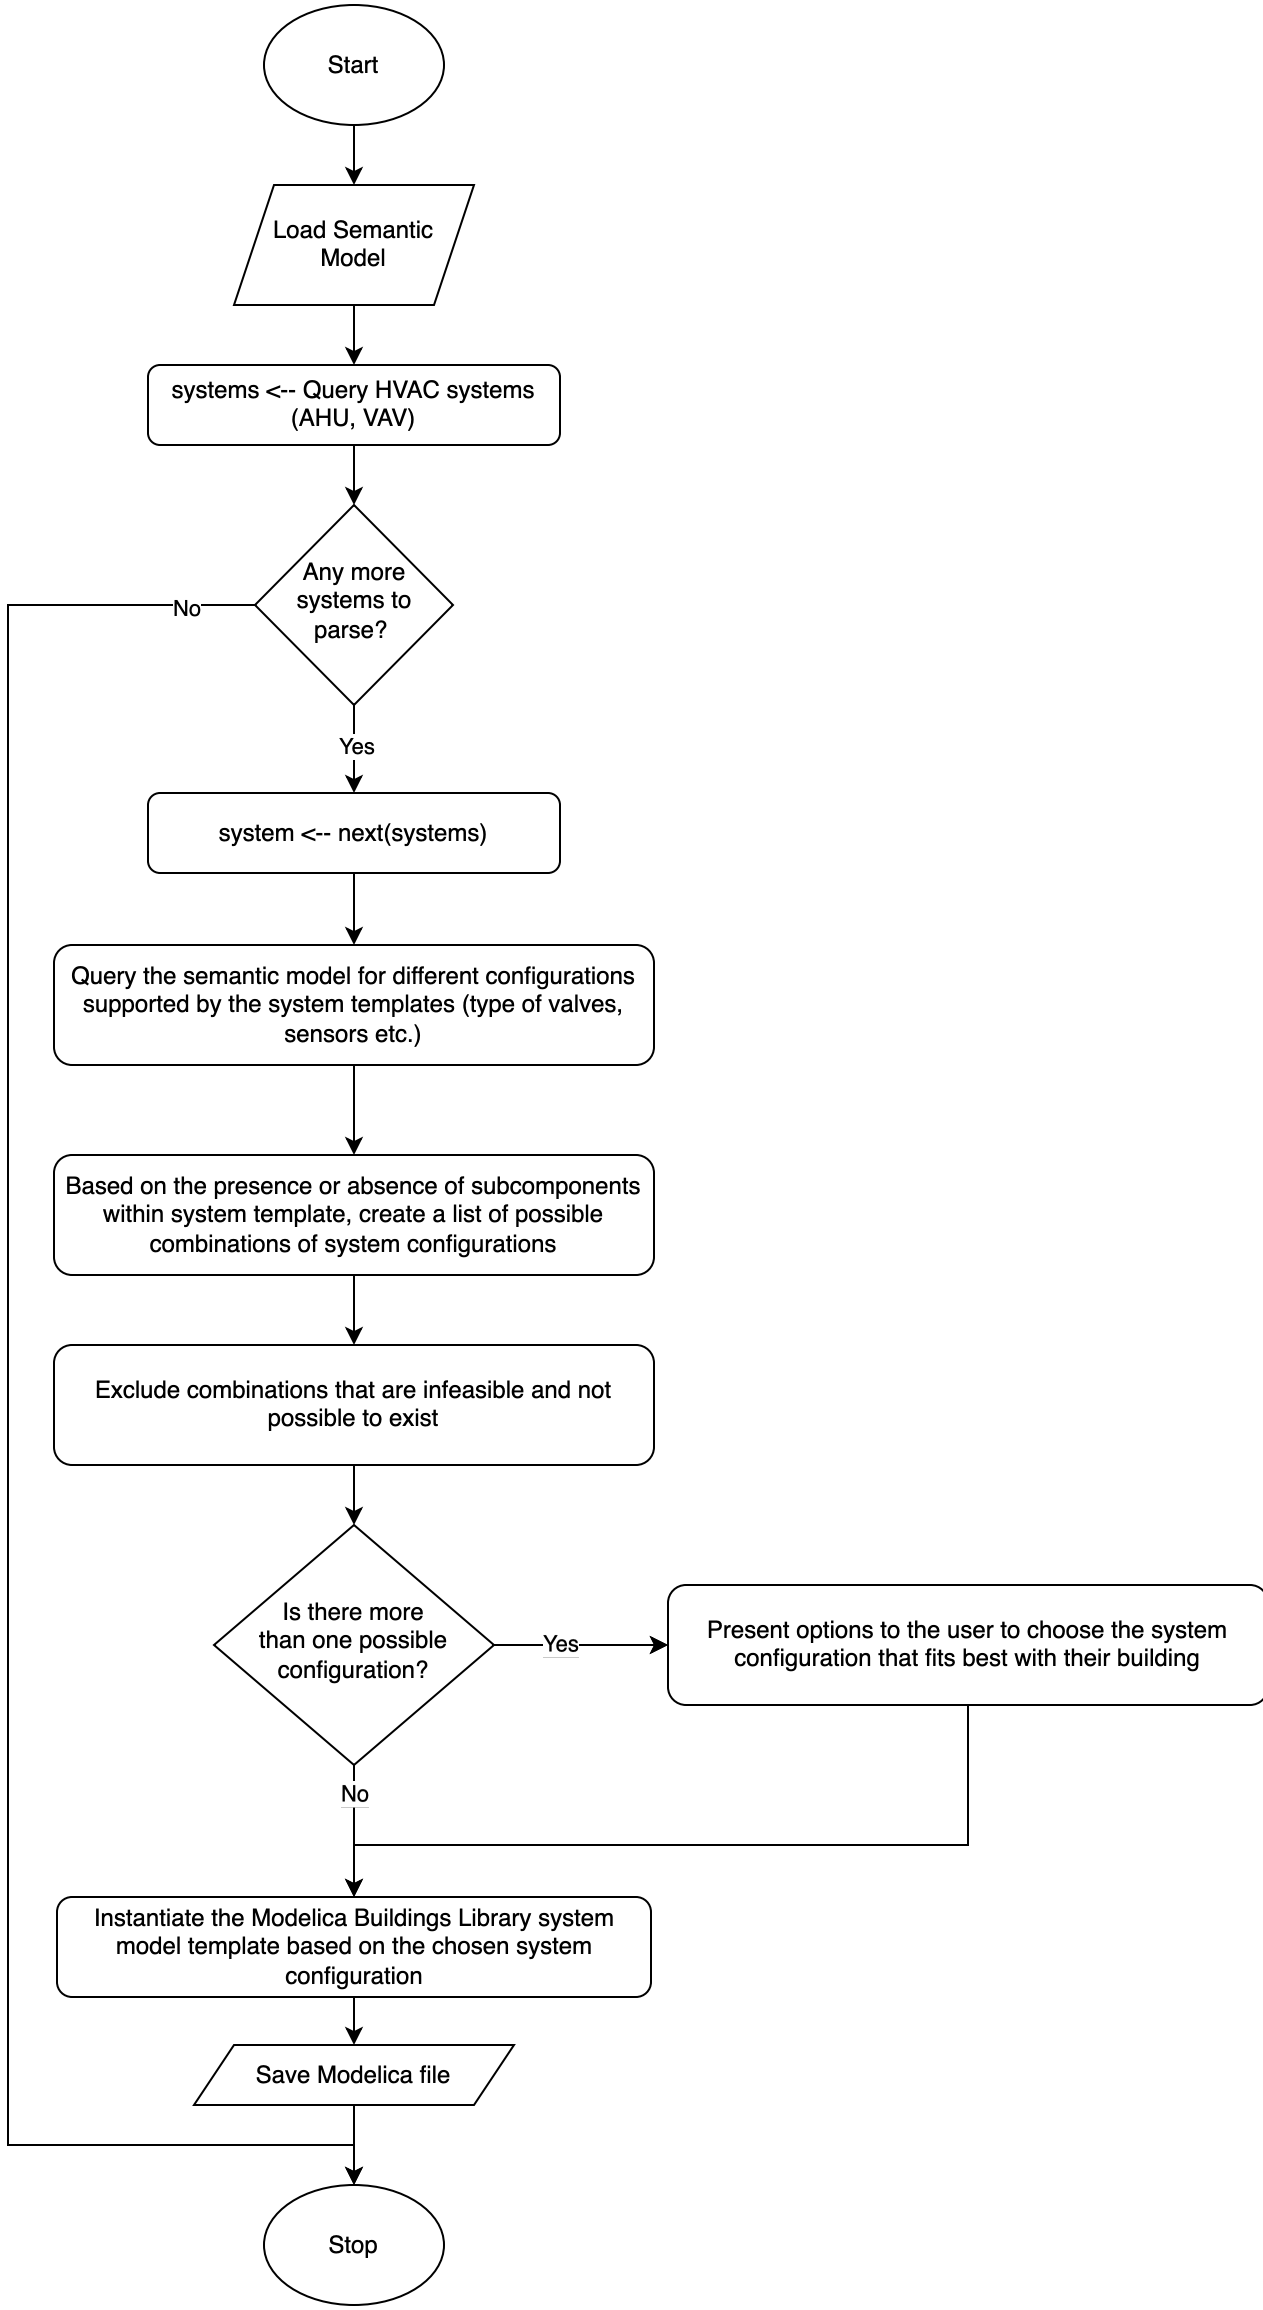 Start
Load Semantic
Model
systems <-- Query HVAC systems
(AHU, VAV)
Any more
systems to
parse?
No
Yes
system <-- next(systems)
Query the semantic model for different configurations
supported by the system templates (type of valves,
sensors etc.)
Based on the presence or absence of subcomponents
within system template, create a list of possible
combinations of system configurations
Exclude combinations that are infeasible and not
possible to exist
Is there more
than one possible
configuration?
Yes
Present options to the user to choose the system
configuration that fits best with their building
No
Instantiate the Modelica Buildings Library system
model template based on the chosen system
configuration
Save Modelica file
Stop